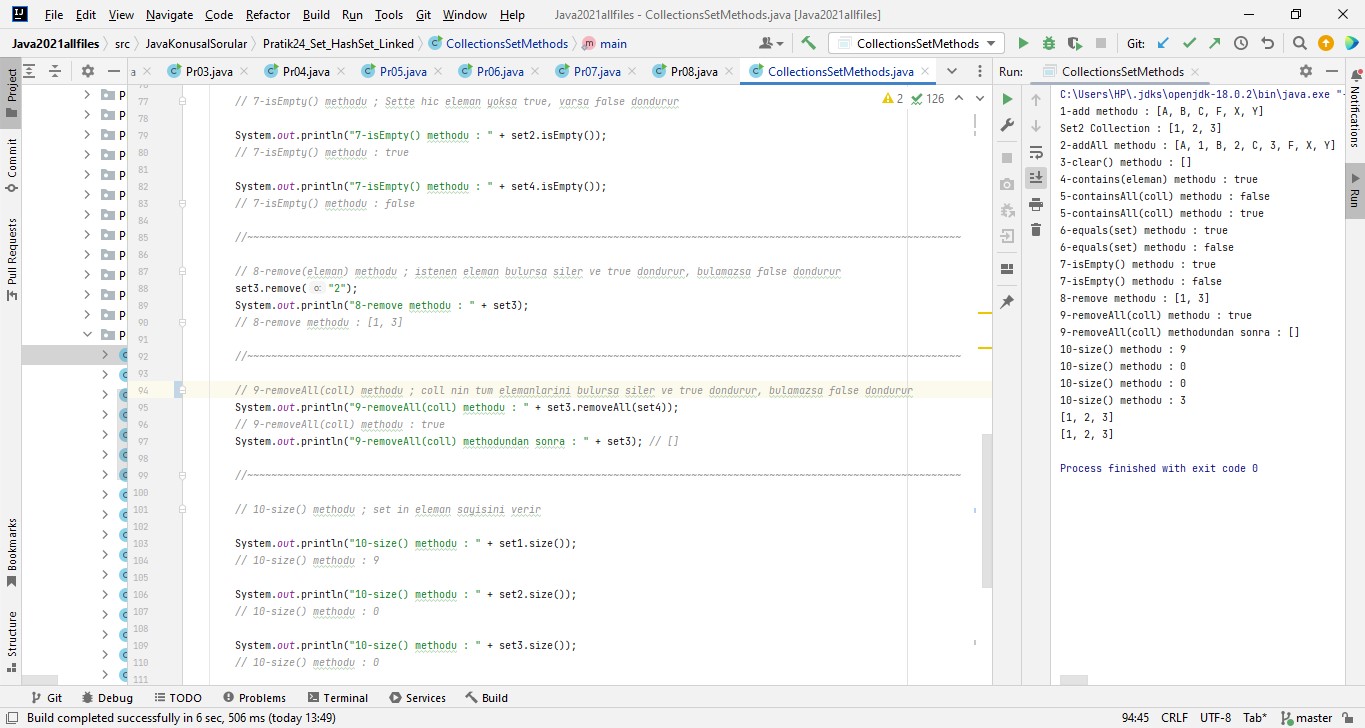 File Edit View Navigate Code Refactor Build Run Tools Git Window Help Java2021allfiles - CollectionsSetMethods.java [Java2021allfiles]
Java2021allfiles src JavaKonusalSorular Pratik24_Set_HashSet_Linked CollectionsSetMethods main CollectionsSetMethods Git:
a Pr03.java Pr04.java Pr05.java Pr06.java Pr07.java Pr08.java CollectionsSetMethods.java
Run: CollectionsSetMethods
Project
Commit
Pull Requests
Bookmarks
Structure
Notifications
Run
P
P
P
P
P
P
P
P
P
P
P
P
P
2 126
77 // 7-isEmpty() methodu ; Sette hic eleman yoksa true, varsa false dondurur
78
79 System.out.println("7-isEmpty() methodu : " + set2.isEmpty());
80 // 7-isEmpty() methodu : true
81
82 System.out.println("7-isEmpty() methodu : " + set4.isEmpty());
83 // 7-isEmpty() methodu : false
84
85 //~~~~~~~~~~~~~~~~~~~~~~~~~~~~~~~~~~~~~~~~~~~~~~~~~~~~~~~~~~~~~~~~~~~~~~~~~~~~~~~~~~~~~~~~~~~~~~~~~~~~~~~~~~~~~~~~~~~~~~~
86
87 // 8-remove(eleman) methodu ; istenen eleman bulursa siler ve true dondurur, bulamazsa false dondurur
88 set3.remove( o: "2");
89 System.out.println("8-remove methodu : " + set3);
90 // 8-remove methodu : [1, 3]
91
92 //~~~~~~~~~~~~~~~~~~~~~~~~~~~~~~~~~~~~~~~~~~~~~~~~~~~~~~~~~~~~~~~~~~~~~~~~~~~~~~~~~~~~~~~~~~~~~~~~~~~~~~~~~~~~~~~~~~~~~~~
93
94 // 9-removeAll(coll) methodu ; coll nin tum elemanlarini bulursa siler ve true dondurur, bulamazsa false dondurur
95 System.out.println("9-removeAll(coll) methodu : " + set3.removeAll(set4));
96 // 9-removeAll(coll) methodu : true
97 System.out.println("9-removeAll(coll) methodundan sonra : " + set3); // []
98
99 //~~~~~~~~~~~~~~~~~~~~~~~~~~~~~~~~~~~~~~~~~~~~~~~~~~~~~~~~~~~~~~~~~~~~~~~~~~~~~~~~~~~~~~~~~~~~~~~~~~~~~~~~~~~~~~~~~~~~~~~
100
101 // 10-size() methodu ; set in eleman sayisini verir
102
103 System.out.println("10-size() methodu : " + set1.size());
104 // 10-size() methodu : 9
105
106 System.out.println("10-size() methodu : " + set2.size());
107 // 10-size() methodu : 0
108
109 System.out.println("10-size() methodu : " + set3.size());
110 // 10-size() methodu : 0
111
C:\Users\HP\.jdks\openjdk-18.0.2\bin\java.exe "
1-add methodu : [A, B, C, F, X, Y]
Set2 Collection : [1, 2, 3]
2-addAll methodu : [A, 1, B, 2, C, 3, F, X, Y]
3-clear() methodu : []
4-contains(eleman) methodu : true
5-containsAll(coll) methodu : false
5-containsAll(coll) methodu : true
6-equals(set) methodu : true
6-equals(set) methodu : false
7-isEmpty() methodu : true
7-isEmpty() methodu : false
8-remove methodu : [1, 3]
9-removeAll(coll) methodu : true
9-removeAll(coll) methodundan sonra : []
10-size() methodu : 9
10-size() methodu : 0
10-size() methodu : 0
10-size() methodu : 3
[1, 2, 3]
[1, 2, 3]
Process finished with exit code 0
Git Debug TODO Problems Terminal Services Build
Build completed successfully in 6 sec, 506 ms (today 13:49) 94:45 CRLF UTF-8 Tab* master